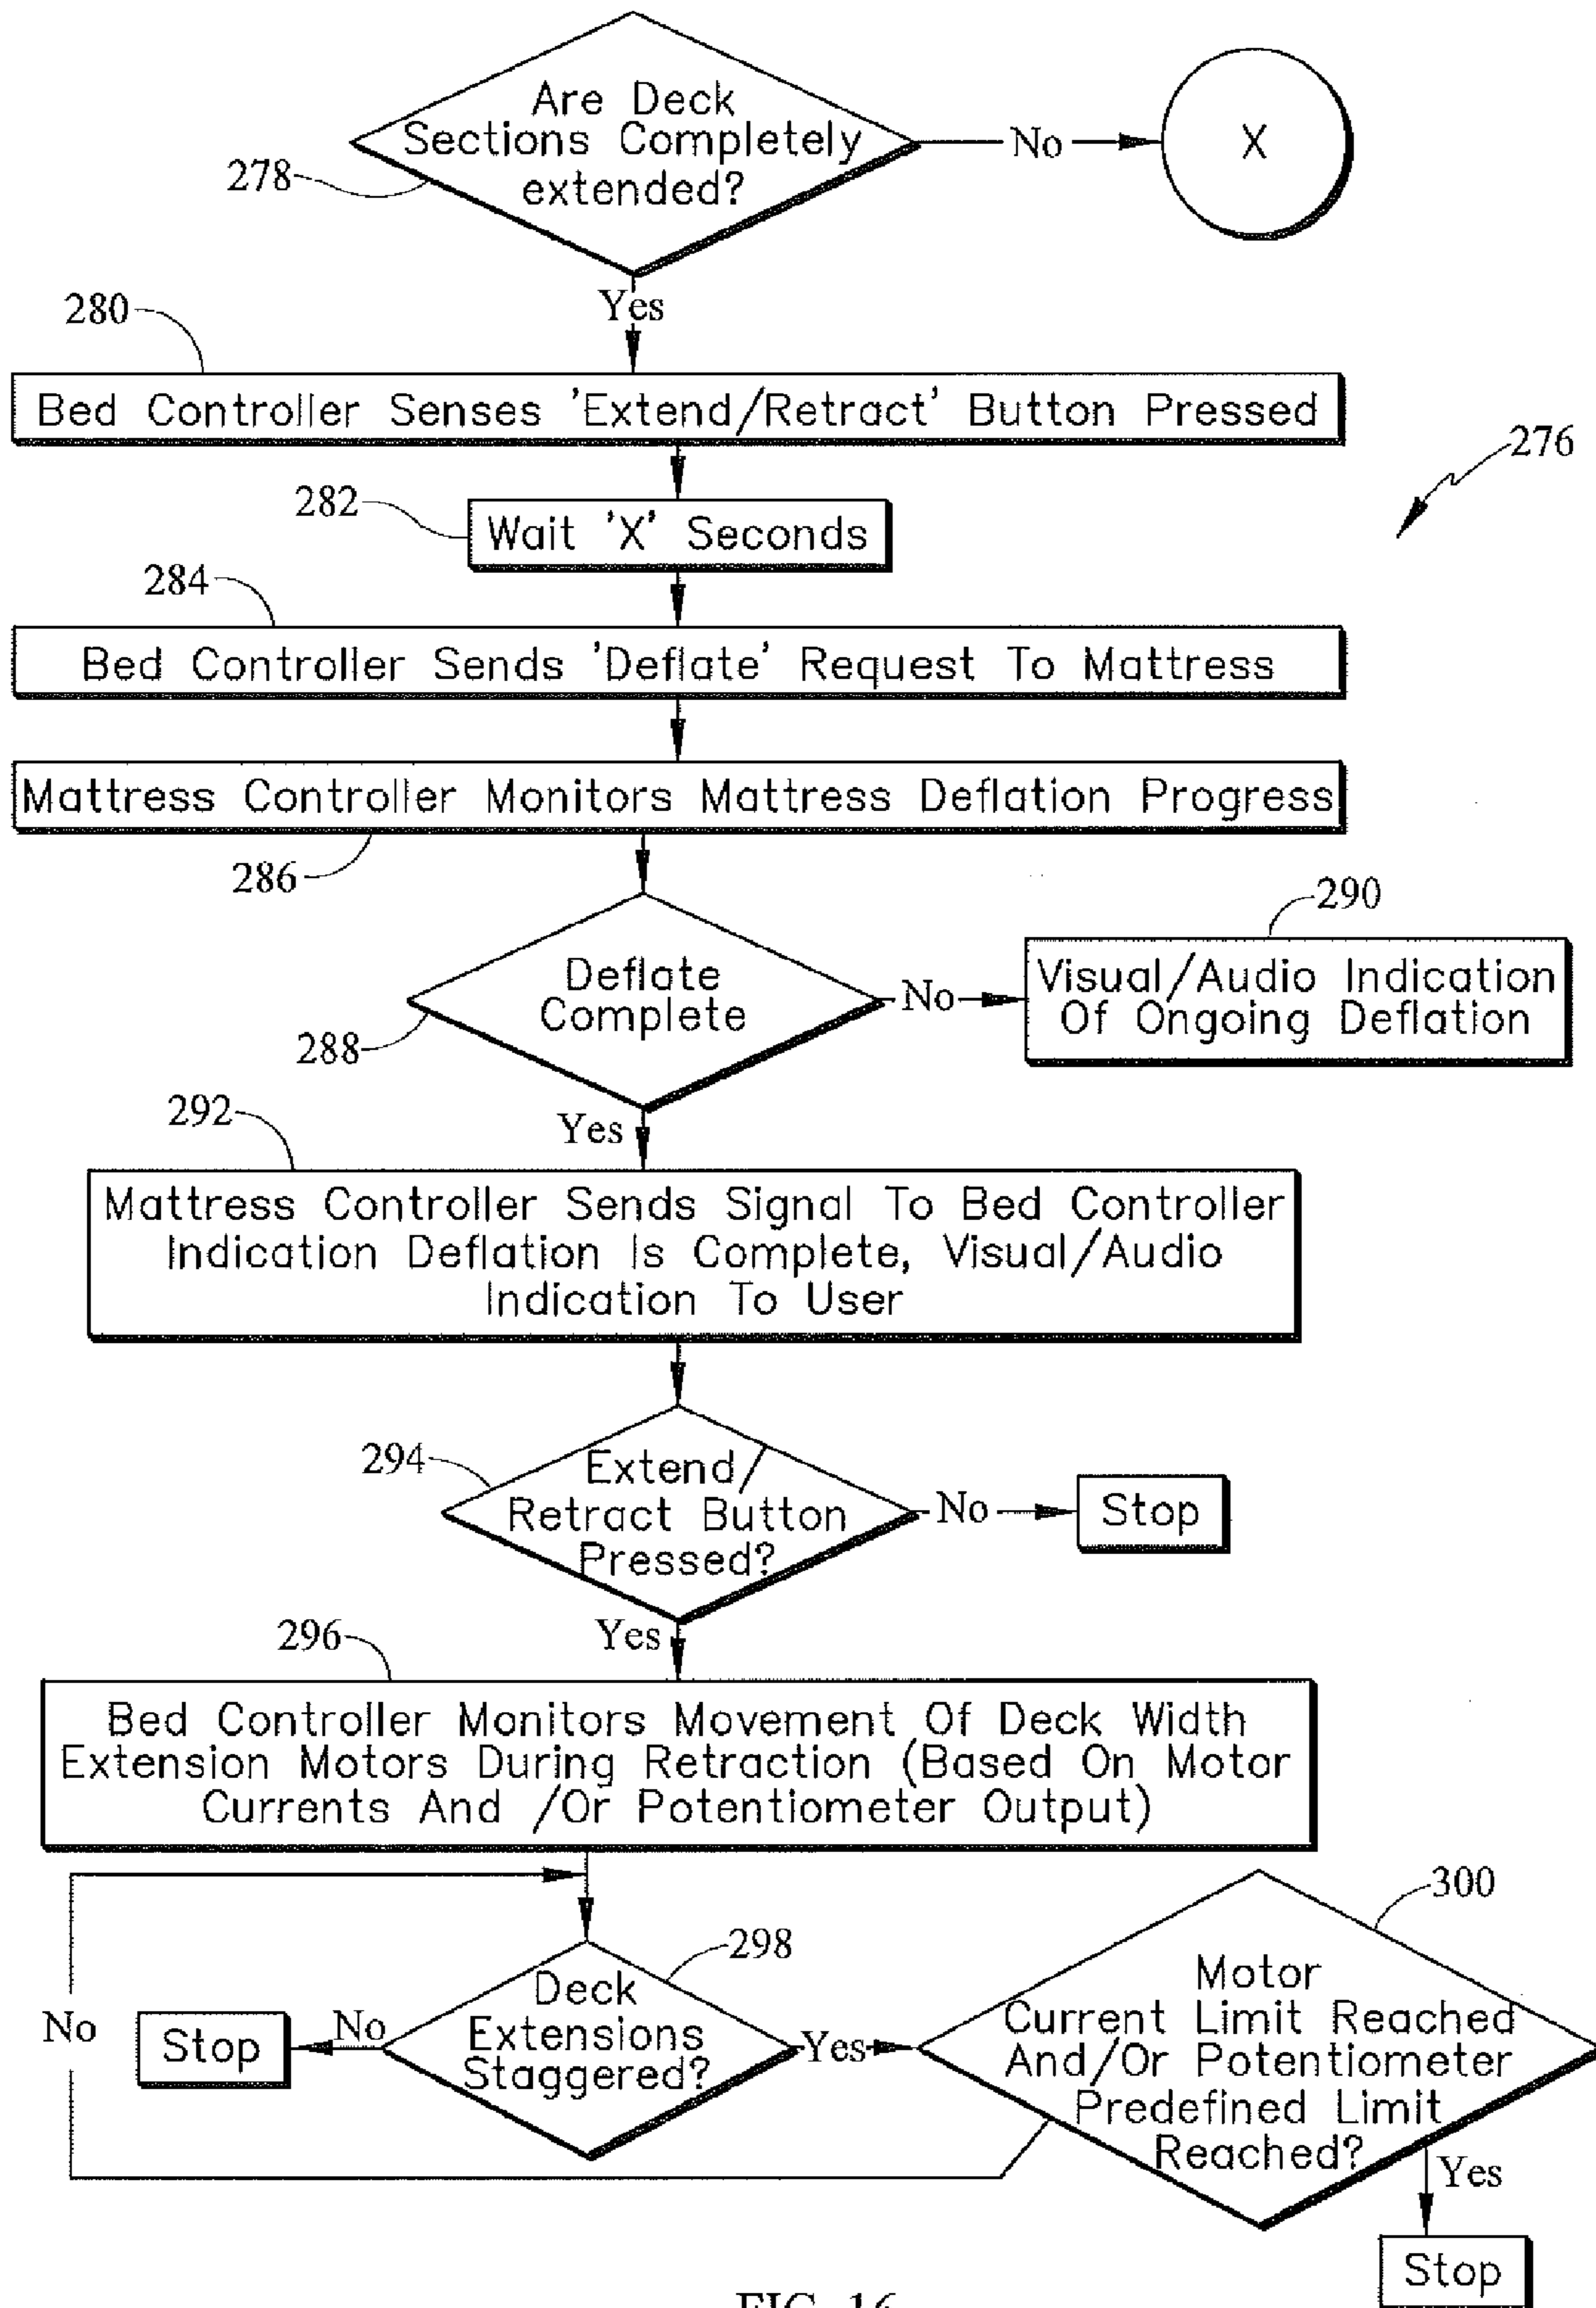 Are Deck
Sections Completely
extended?
No
X
278
Yes
280
Bed Controller Senses 'Extend/Retract' Button Pressed
276
282
Wait 'X' Seconds
284
Bed Controller Sends 'Deflate' Request To Mattress
Mattress Controller Monitors Mattress Deflation Progress
286
290
Deflate
Complete
No
Visual/Audio Indication
Of Ongoing Deflation
288
292
Yes
Mattress Controller Sends Signal To Bed Controller
Indication Deflation Is Complete, Visual/Audio
Indication To User
294
Extend/
Retract Button
Pressed?
No
Stop
296
Yes
Bed Controller Monitors Movement Of Deck Width
Extension Motors During Retraction (Based On Motor
Currents And /Or Potentiometer Output)
300
298
Deck
Extensions
Staggered?
No
Stop
No
Yes
Motor
Current Limit Reached
And/Or Potentiometer
Predefined Limit
Reached?
Yes
Stop
FIG. 16